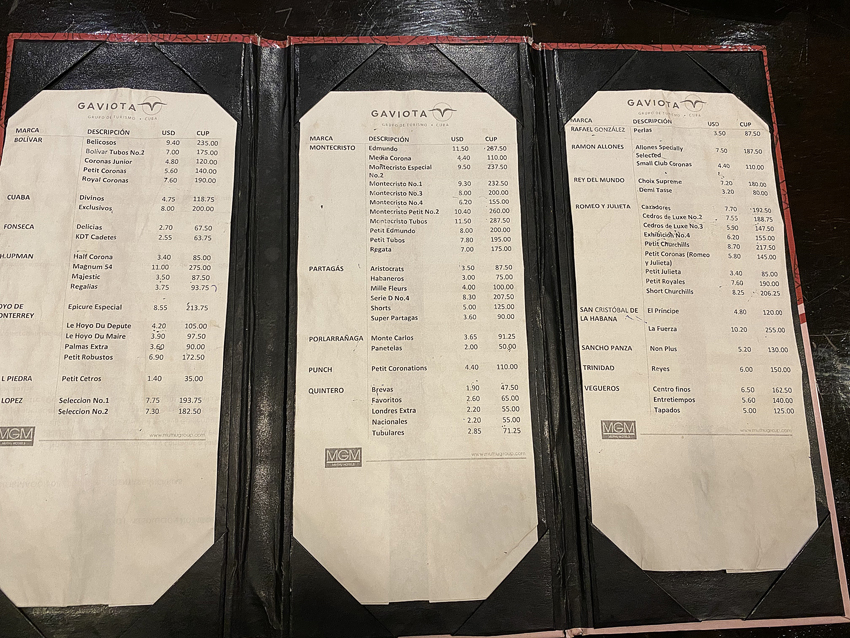 GAVIOTA
GRUPO DE TURISMO • CUBA
MARCA DESCRIPCIÓN USD CUP
BOLÍVAR Belicosos 9.40 235.00
Bolívar Tubos No.2 7.00 175.00
Coronas Junior 4.80 120.00
Petit Coronas 5.60 140.00
Royal Coronas 7.60 190.00
CUABA Divinos 4.75 118.75
Exclusivos 8.00 200.00
FONSECA Delicias 2.70 67.50
KDT Cadetes 2.55 63.75
H.UPMAN Half Corona 3.40 85.00
Magnum 54 11.00 275.00
Majestic 3.50 87.50
Regalías 3.75 93.75
OYO DE Epicure Especial 8.55 213.75
ONTERREY
Le Hoyo Du Depute 4.20 105.00
Le Hoyo Du Maire 3.90 97.50
Palmas Extra 3.60 90.00
Petit Robustos 6.90 172.50
L PIEDRA Petit Cetros 1.40 35.00
LOPEZ Seleccion No.1 7.75 193.75
Seleccion No.2 7.30 182.50
MGM
MUTHU HOTELS
www.muthugroup.com
GAVIOTA
GRUPO DE TURISMO • CUBA
MARCA DESCRIPCIÓN USD CUP
MONTECRISTO Edmundo 11.50 287.50
Media Corona 4.40 110.00
Montecristo Especial 9.50 237.50
No.2
Montecristo No.1 9.30 232.50
Montecristo No.3 8.00 200.00
Montecristo No.4 6.20 155.00
Montecristo Petit No.2 10.40 260.00
Montecristo Tubos 11.50 287.50
Petit Edmundo 8.00 200.00
Petit Tubos 7.80 195.00
Regata 7.00 175.00
PARTAGÁS Aristocrats 3.50 87.50
Habaneros 3.00 75.00
Mille Fleurs 4.00 100.00
Serie D No.4 8.30 207.50
Shorts 5.00 125.00
Super Partagas 3.60 90.00
PORLARRAÑAGA Monte Carlos 3.65 91.25
Panetelas 2.00 50.00
PUNCH Petit Coronations 4.40 110.00
QUINTERO Brevas 1.90 47.50
Favoritos 2.60 65.00
Londres Extra 2.20 55.00
Nacionales 2.20 55.00
Tubulares 2.85 71.25
MGM
MUTHU HOTELS
www.muthugroup.com
GAVIOTA
GRUPO DE TURISMO • CUBA
MARCA DESCRIPCIÓN USD CUP
RAFAEL GONZÁLEZ Perlas 3.50 87.50
RAMON ALLONES Allones Specially 7.50 187.50
Selected
Small Club Coronas 4.40 110.00
REY DEL MUNDO Choix Supreme 7.20 180.00
Demi Tasse 3.20 80.00
ROMEO Y JULIETA Cazadores 7.70 192.50
Cedros de Luxe No.2 7.55 188.75
Cedros de Luxe No.3 5.90 147.50
Exhibicion No.4 6.20 155.00
Petit Churchills 8.70 217.50
Petit Coronas (Romeo 5.80 145.00
y Julieta)
Petit Julieta 3.40 85.00
Petit Royales 7.60 190.00
Short Churchills 8.25 206.25
SAN CRISTÓBAL DE El Príncipe 4.80 120.00
LA HABANA
La Fuerza 10.20 255.00
SANCHO PANZA Non Plus 5.20 130.00
TRINIDAD Reyes 6.00 150.00
VEGUEROS Centro finos 6.50 162.50
Entretiempos 5.60 140.00
Tapados 5.00 125.00
MGM
MUTHU HOTELS
www.muthugroup.com